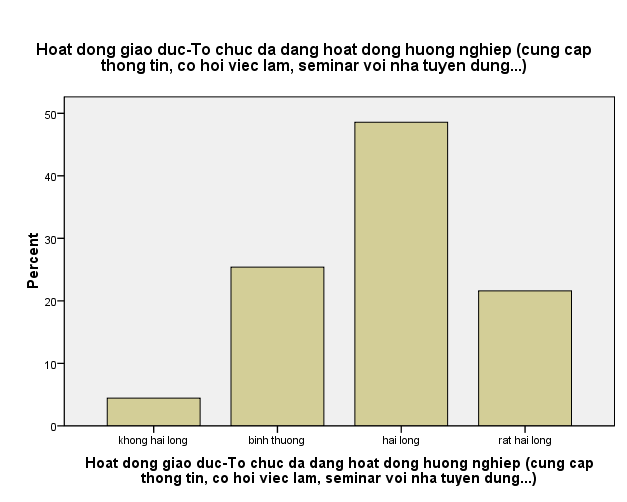 Hoat dong giao duc-To chuc da dang hoat dong huong nghiep (cung cap
thong tin, co hoi viec lam, seminar voi nha tuyen dung...)
50
40
30
20
10
0
Percent
khong hai long
binh thuong
hai long
rat hai long
Hoat dong giao duc-To chuc da dang hoat dong huong nghiep (cung cap
thong tin, co hoi viec lam, seminar voi nha tuyen dung...)